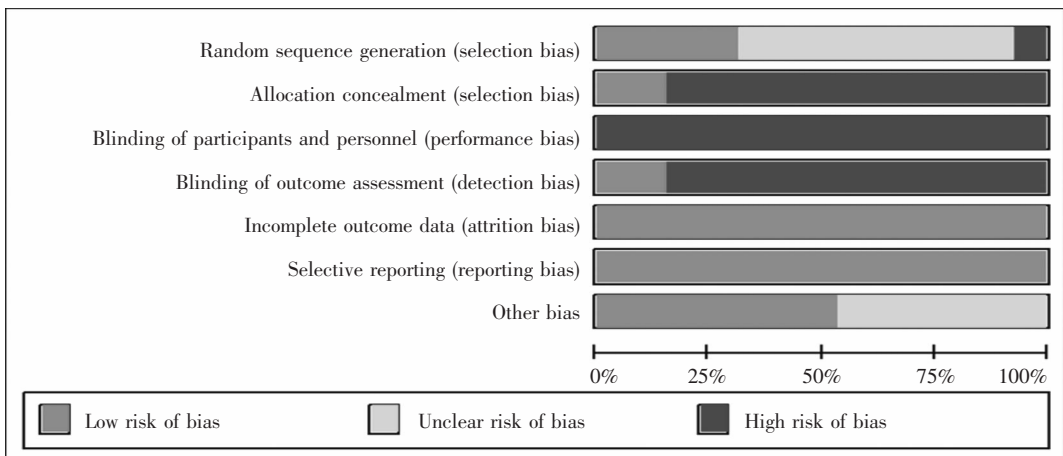 Random sequence generation (selection bias)
Allocation concealment (selection bias)
Blinding of participants and personnel (performance bias)
Blinding of outcome assessment (detection bias)
Incomplete outcome data (attrition bias)
Selective reporting (reporting bias)
Other bias
0% 25% 50% 75% 100%
Low risk of bias Unclear risk of bias High risk of bias